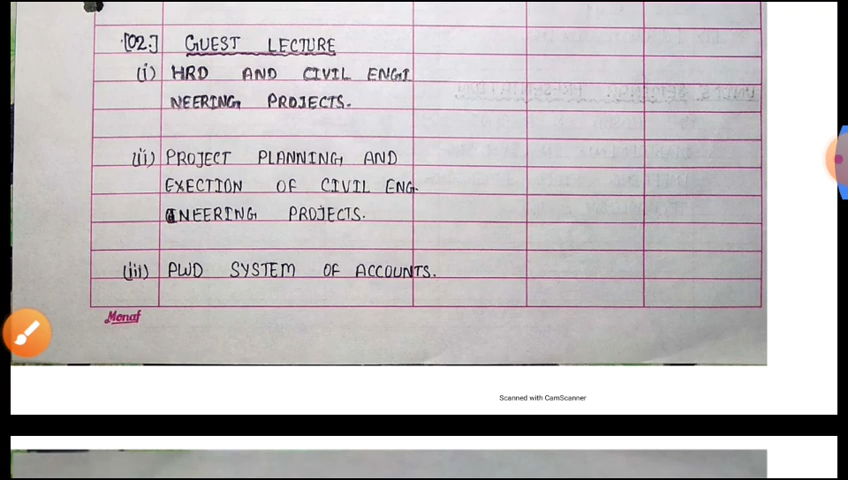 [02.] GUEST LECTURE
(i) HRD AND CIVIL ENGI
NEERING PROJECTS.
(ii) PROJECT PLANNING AND
EXECTION OF CIVIL ENG-
INEERING PROJECTS.
(iii) PWD SYSTEM OF ACCOUNTS.
Monaf
Scanned with CamScanner